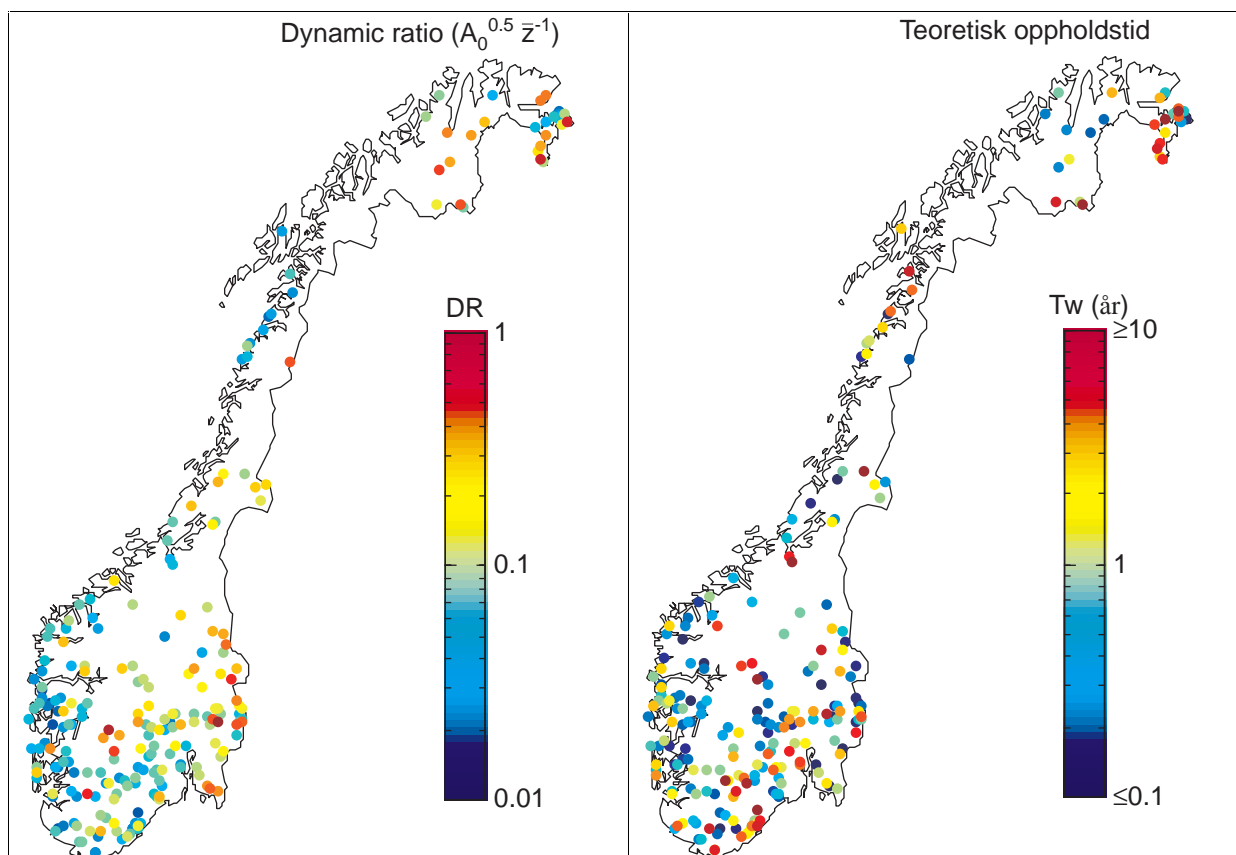 Dynamic ratio (A₀^0.5 z̄⁻¹)
DR
1
0.1
0.01
Teoretisk oppholdstid
Tw (år)
≥10
1
≤0.1